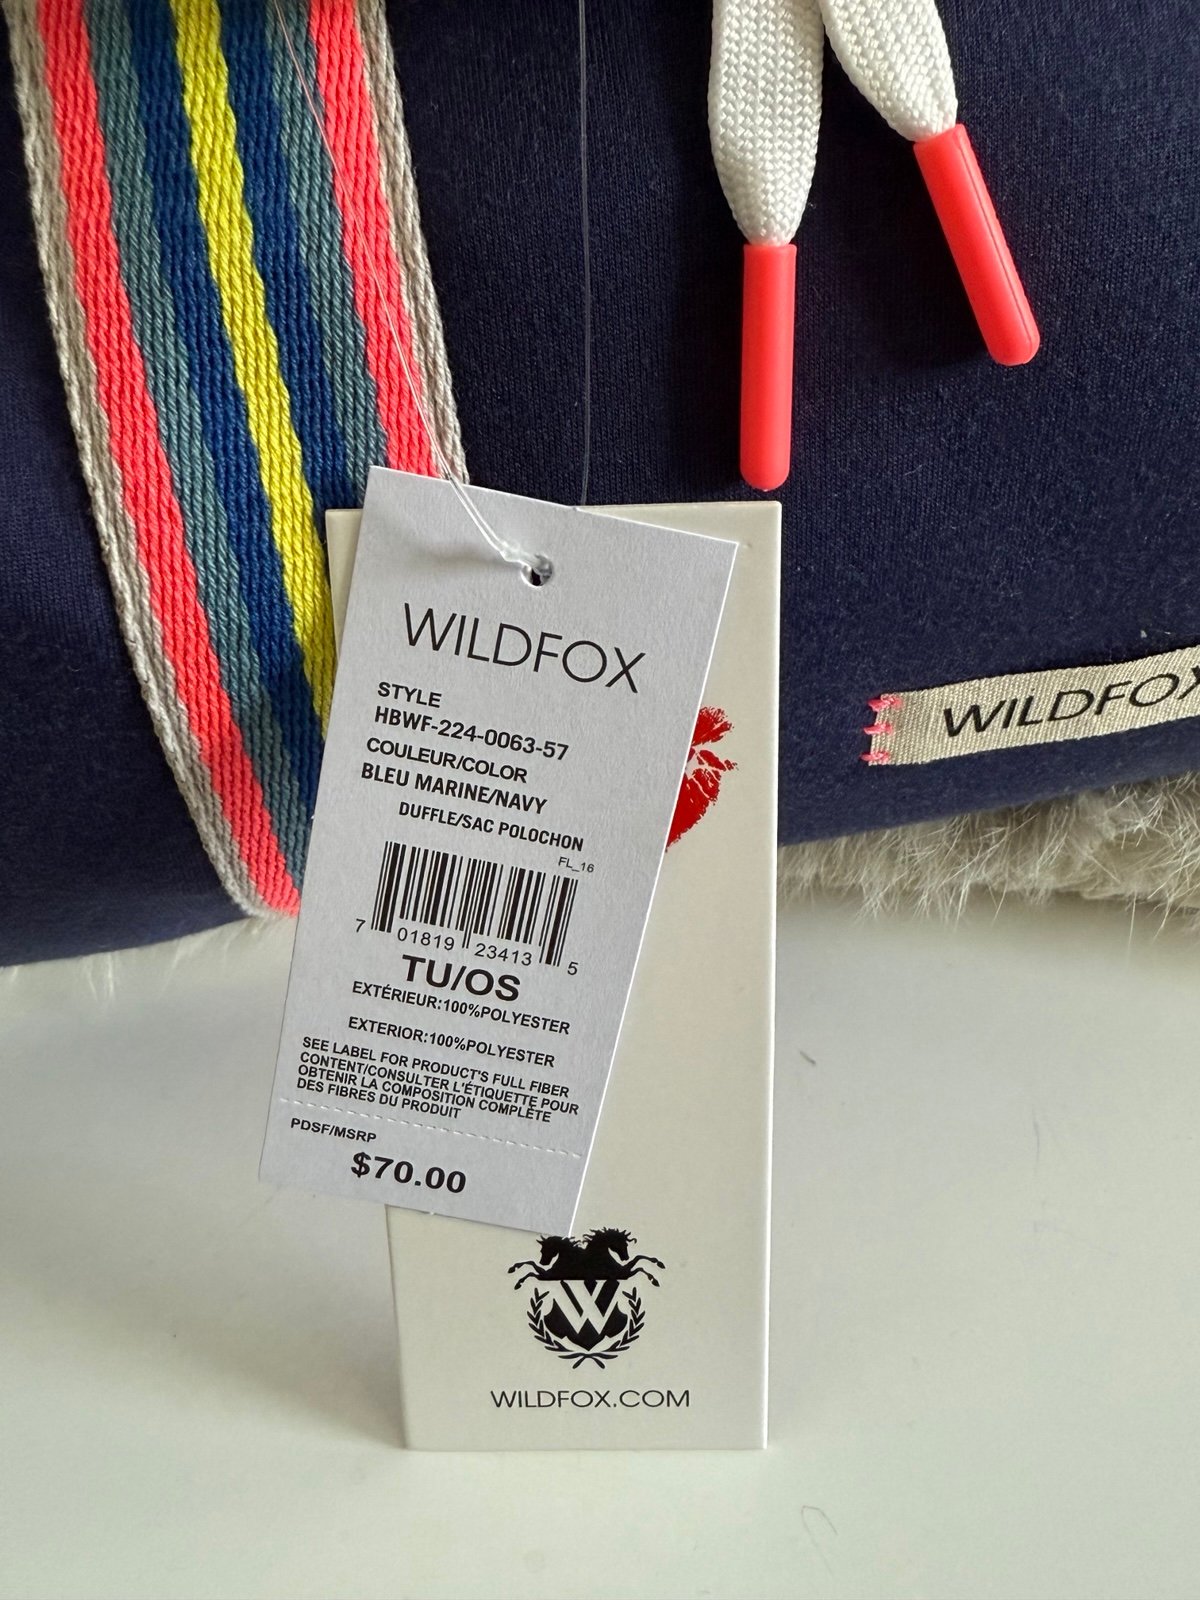 WILDFOX
STYLE
HBWF-224-0063-57
COULEUR/COLOR
BLEU MARINE/NAVY
DUFFLE/SAC POLOCHON
FL_16
7 01819 23413 5
TU/OS
EXTÉRIEUR:100%POLYESTER
EXTERIOR:100%POLYESTER
SEE LABEL FOR PRODUCT'S FULL FIBER
CONTENT/CONSULTER L'ÉTIQUETTE POUR
OBTENIR LA COMPOSITION COMPLÈTE
DES FIBRES DU PRODUIT
PDSF/MSRP
$70.00
W
WILDFOX.COM
WILDFOX